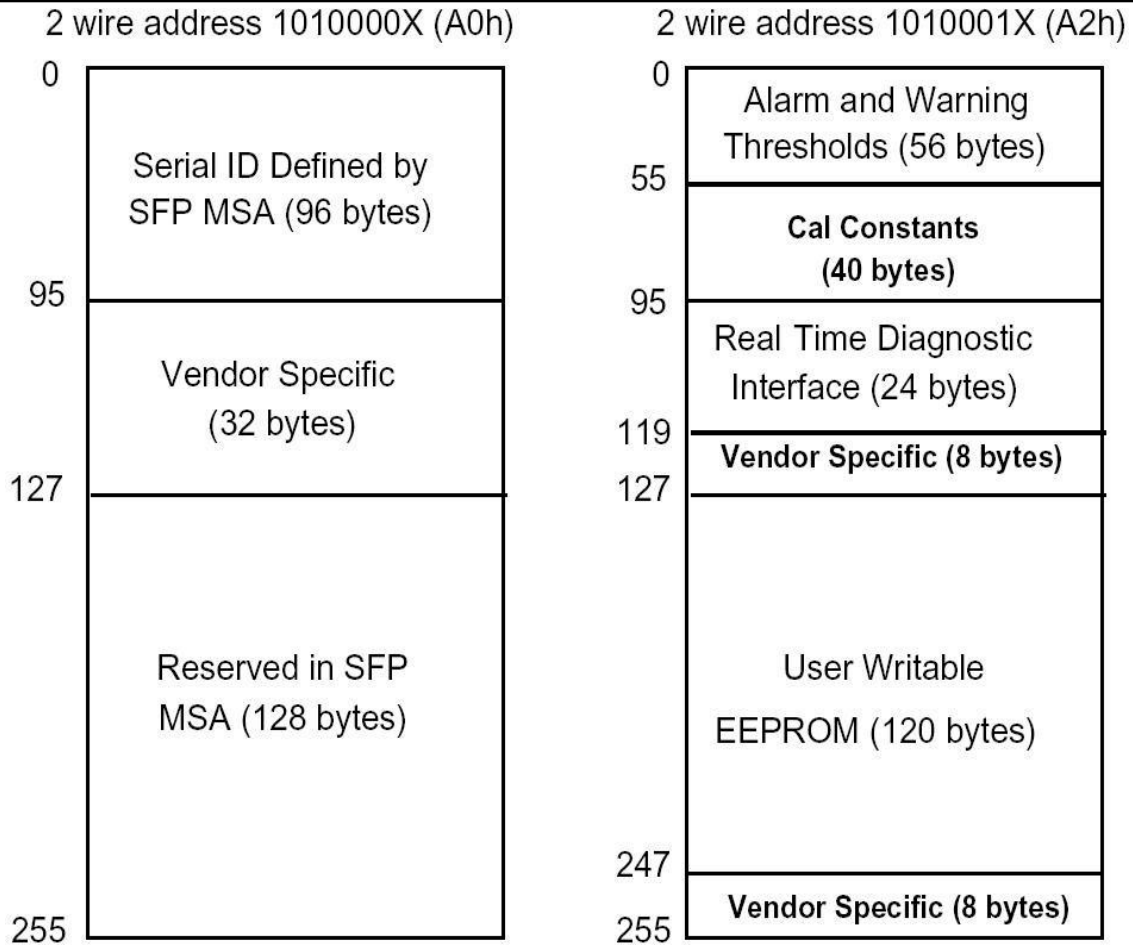 2 wire address 1010000X (A0h)
0
Serial ID Defined by
SFP MSA (96 bytes)
95
Vendor Specific
(32 bytes)
127
Reserved in SFP
MSA (128 bytes)
255
2 wire address 1010001X (A2h)
0
Alarm and Warning
Thresholds (56 bytes)
55
Cal Constants
(40 bytes)
95
Real Time Diagnostic
Interface (24 bytes)
119
Vendor Specific (8 bytes)
127
User Writable
EEPROM (120 bytes)
247
Vendor Specific (8 bytes)
255